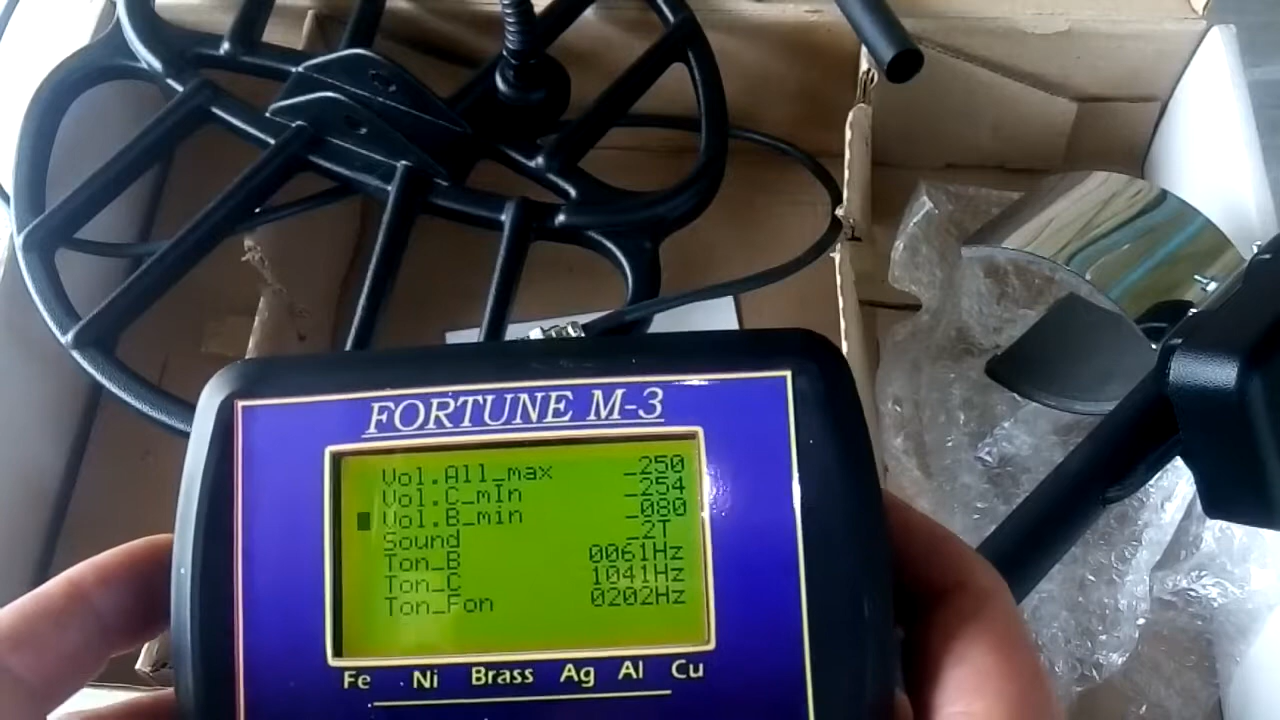 FORTUNE M-3
Vol.All_max _250
Vol.C_mIn _254
Vol.B_min _080
Sound _2T
Ton_B 0061Hz
Ton_C 1041Hz
Ton_Fon 0202Hz
Fe Ni Brass Ag Al Cu